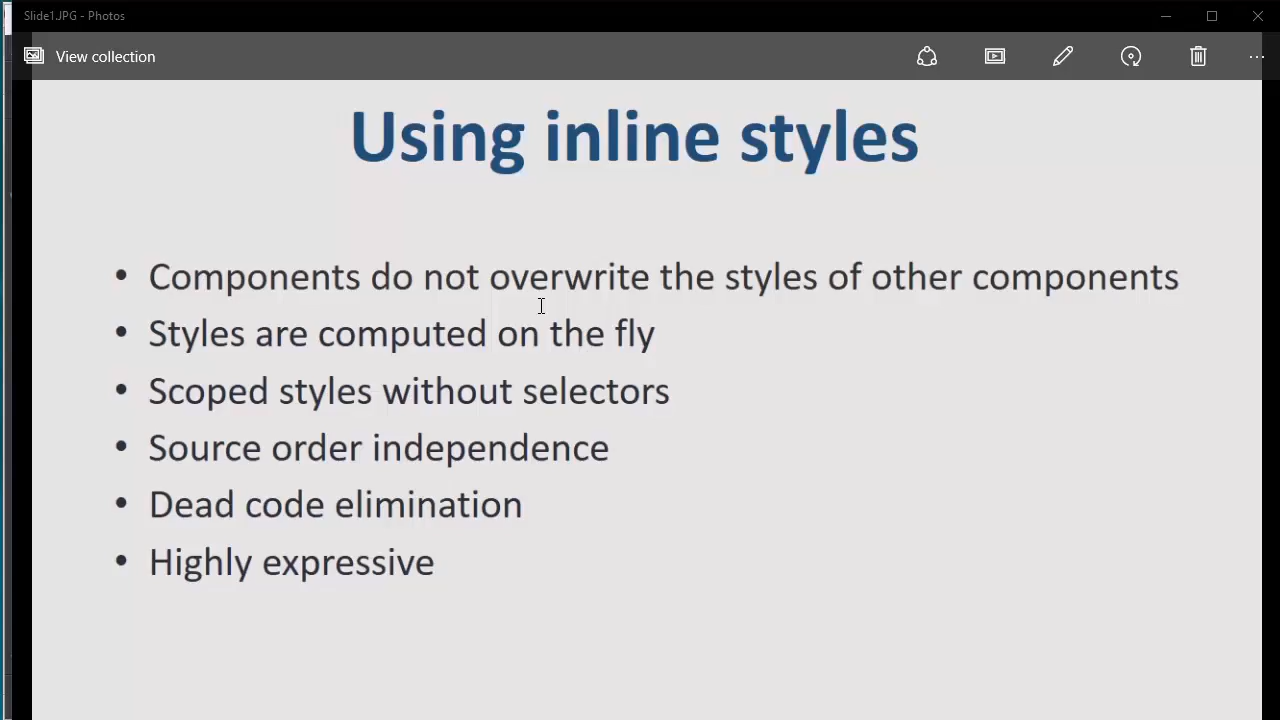 Slide1.JPG - Photos
View collection
Using inline styles
• Components do not overwrite the styles of other components
• Styles are computed on the fly
• Scoped styles without selectors
• Source order independence
• Dead code elimination
• Highly expressive